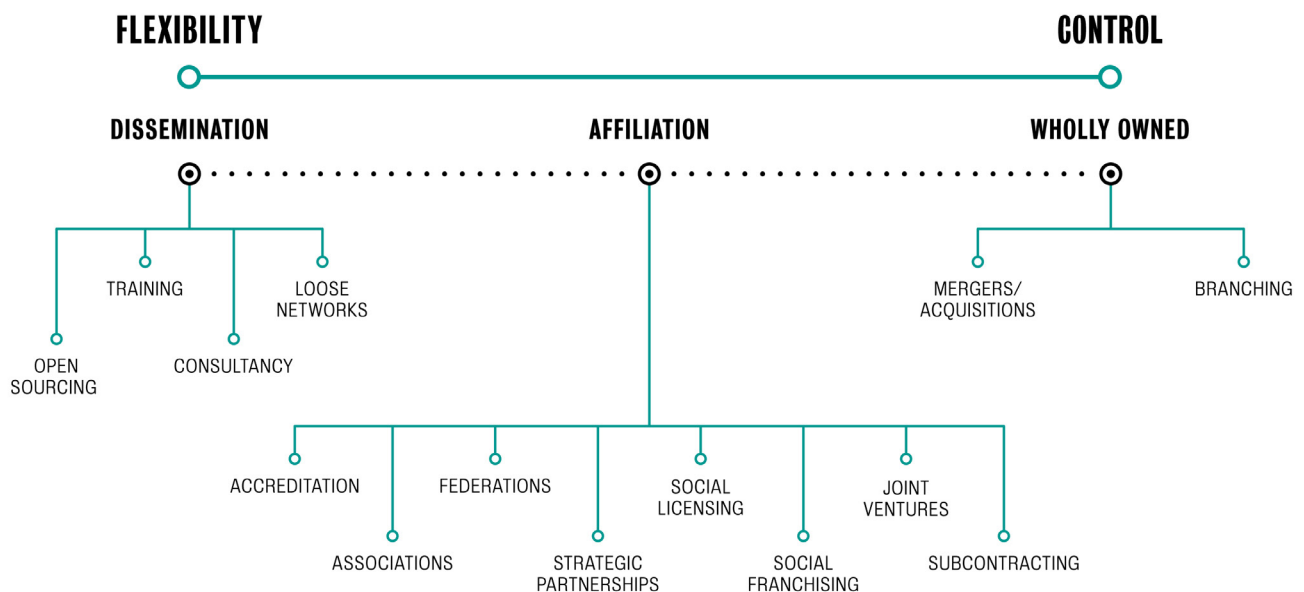 FLEXIBILITY
CONTROL
DISSEMINATION
AFFILIATION
WHOLLY OWNED
TRAINING
LOOSE
NETWORKS
MERGERS/
ACQUISITIONS
BRANCHING
OPEN
SOURCING
CONSULTANCY
ACCREDITATION
FEDERATIONS
SOCIAL
LICENSING
JOINT
VENTURES
ASSOCIATIONS
STRATEGIC
PARTNERSHIPS
SOCIAL
FRANCHISING
SUBCONTRACTING